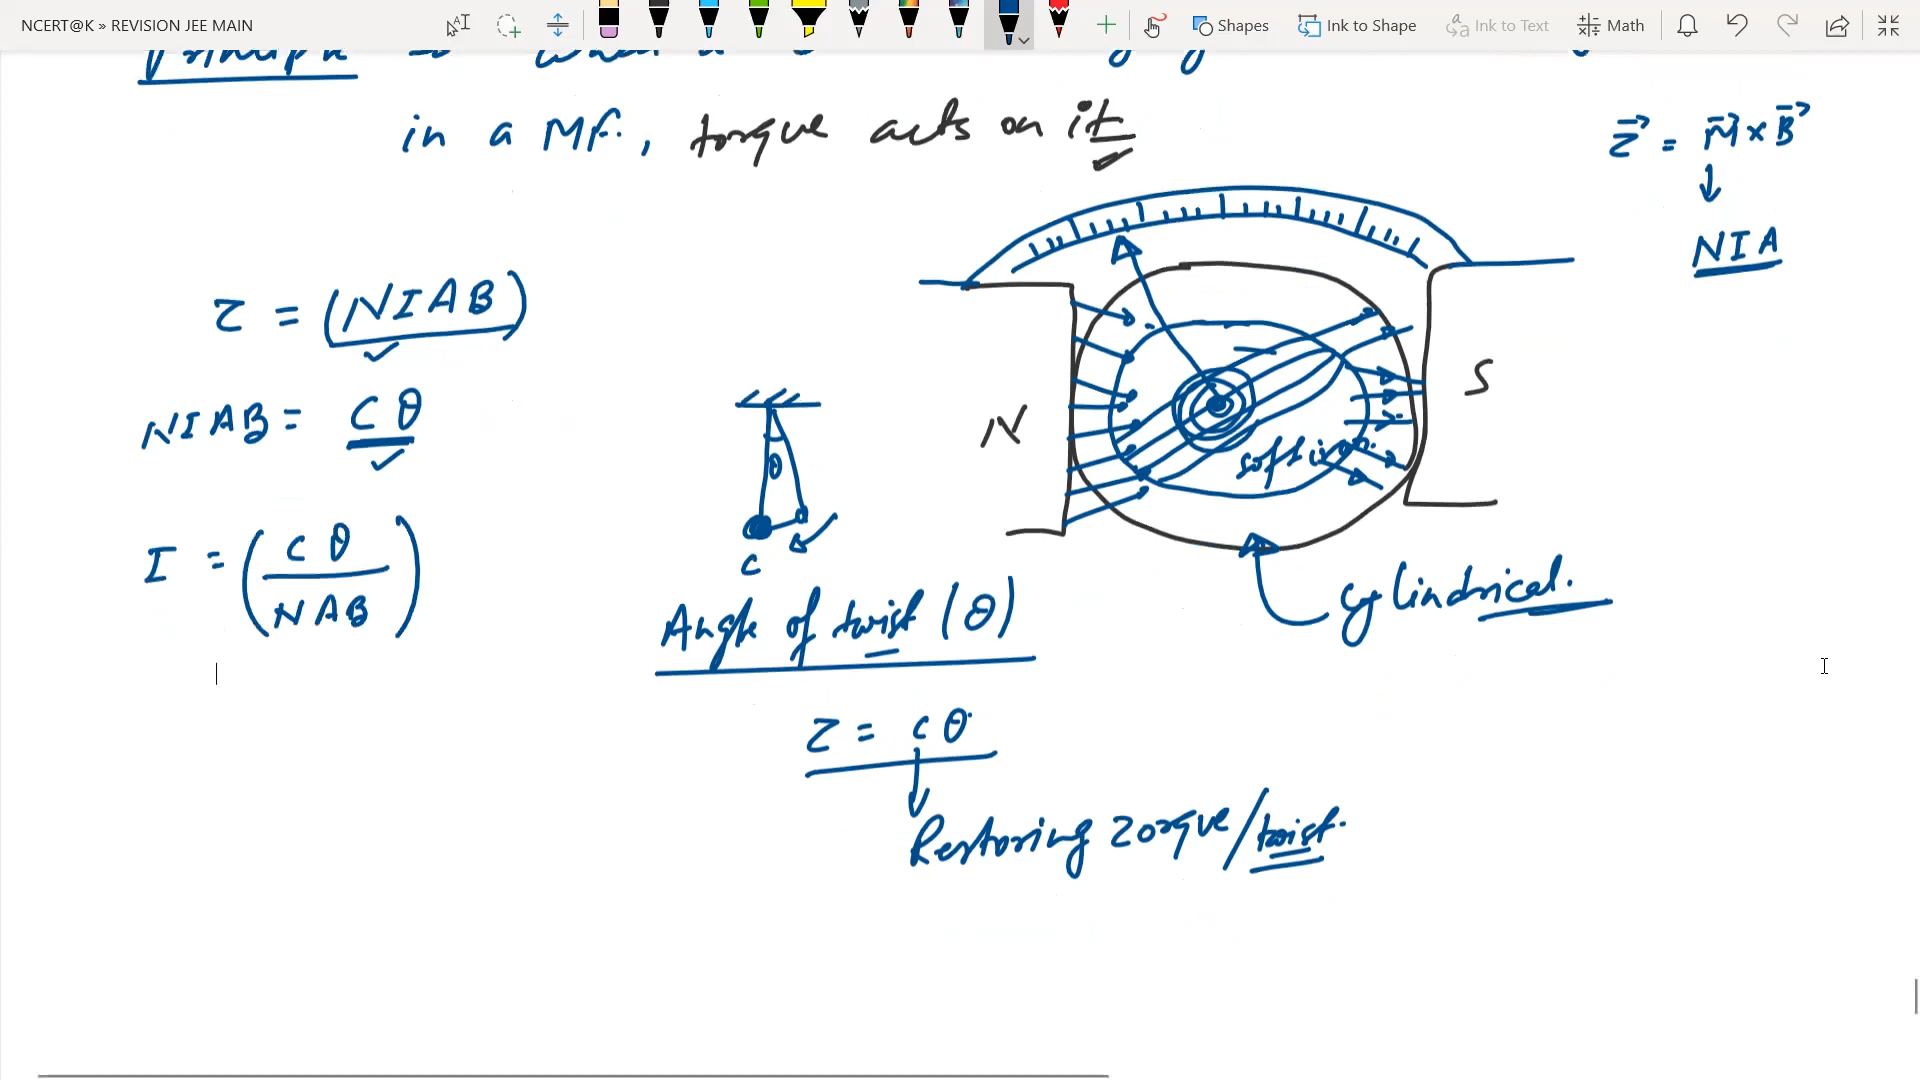 NCERT@K » REVISION JEE MAIN
Shapes
Ink to Shape
Ink to Text
Math
Principle
in a MF, torque acts on it
τ⃗ = M⃗ × B⃗
NIA
τ = (NIAB)
NIAB = Cθ
I = (Cθ / NAB)
θ
C
N
S
soft iron.
cylindrical.
Angle of twist (θ)
τ = Cθ
Restoring Torque/twist.